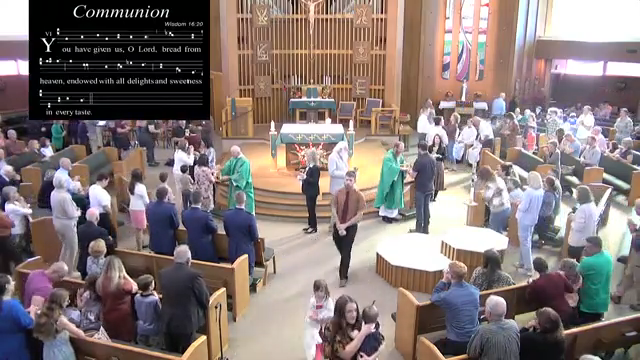 Communion
Wisdom 16:20
VI
You have given us, O Lord, bread from
heaven, endowed with all delights and sweetness
in every taste.